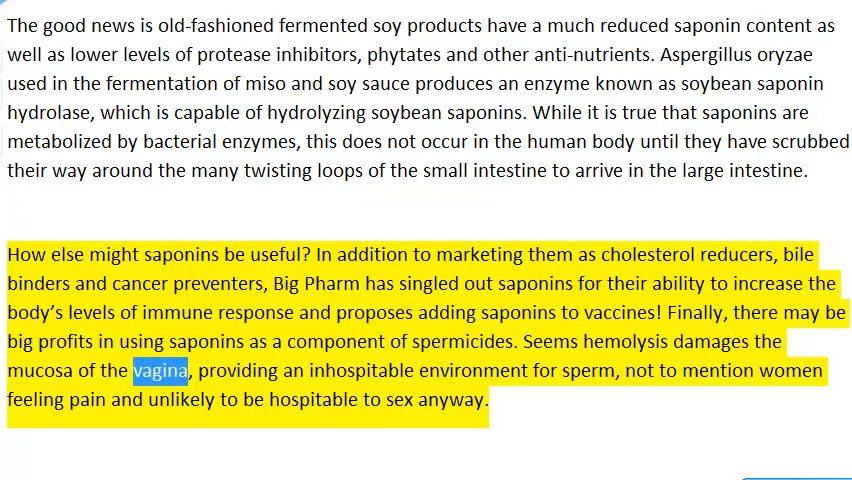 The good news is old-fashioned fermented soy products have a much reduced saponin content as
well as lower levels of protease inhibitors, phytates and other anti-nutrients. Aspergillus oryzae
used in the fermentation of miso and soy sauce produces an enzyme known as soybean saponin
hydrolase, which is capable of hydrolyzing soybean saponins. While it is true that saponins are
metabolized by bacterial enzymes, this does not occur in the human body until they have scrubbed
their way around the many twisting loops of the small intestine to arrive in the large intestine.
How else might saponins be useful? In addition to marketing them as cholesterol reducers, bile
binders and cancer preventers, Big Pharm has singled out saponins for their ability to increase the
body’s levels of immune response and proposes adding saponins to vaccines! Finally, there may be
big profits in using saponins as a component of spermicides. Seems hemolysis damages the
mucosa of the vagina, providing an inhospitable environment for sperm, not to mention women
feeling pain and unlikely to be hospitable to sex anyway.